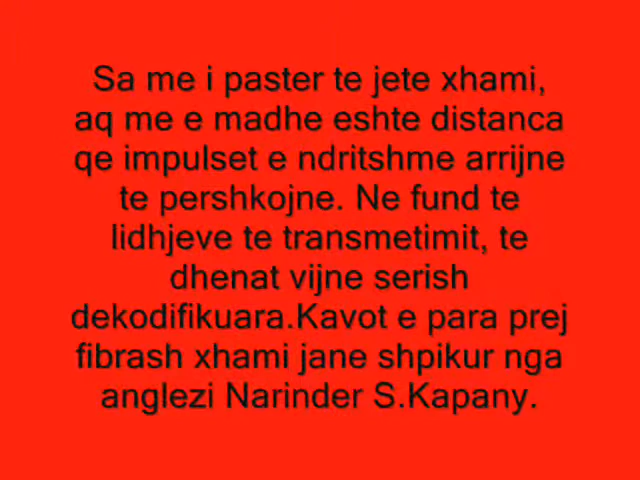 Sa me i paster te jete xhami,
aq me e madhe eshte distanca
qe impulset e ndritshme arrijne
te pershkojne. Ne fund te
lidhjeve te transmetimit, te
dhenat vijne serish
dekodifikuara.Kavot e para prej
fibrash xhami jane shpikur nga
anglezi Narinder S.Kapany.